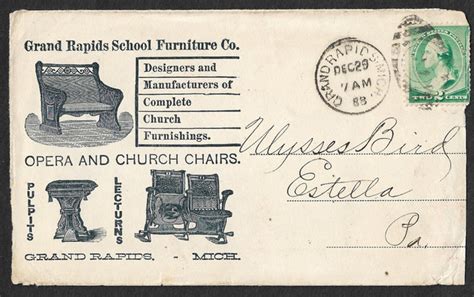 Grand Rapids School Furniture Co.
Designers and
Manufacturers of
Complete
Church
Furnishings.
OPERA AND CHURCH CHAIRS.
PULPITS
LECTURNS
GRAND RAPIDS, - MICH.
GRAND RAPIDS, MICH.
DEC 29
7 AM
88
TWO 2 CENTS
Ulysses Bird
Estella
Pa.